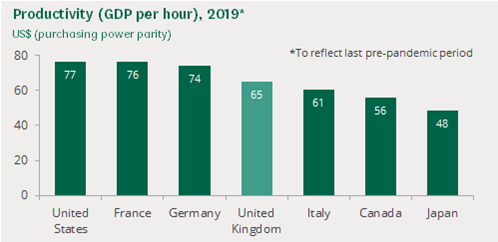 Productivity (GDP per hour), 2019*
US$ (purchasing power parity)
*To reflect last pre-pandemic period
80
60
40
20
0
77
76
74
65
61
56
48
United States
France
Germany
United Kingdom
Italy
Canada
Japan